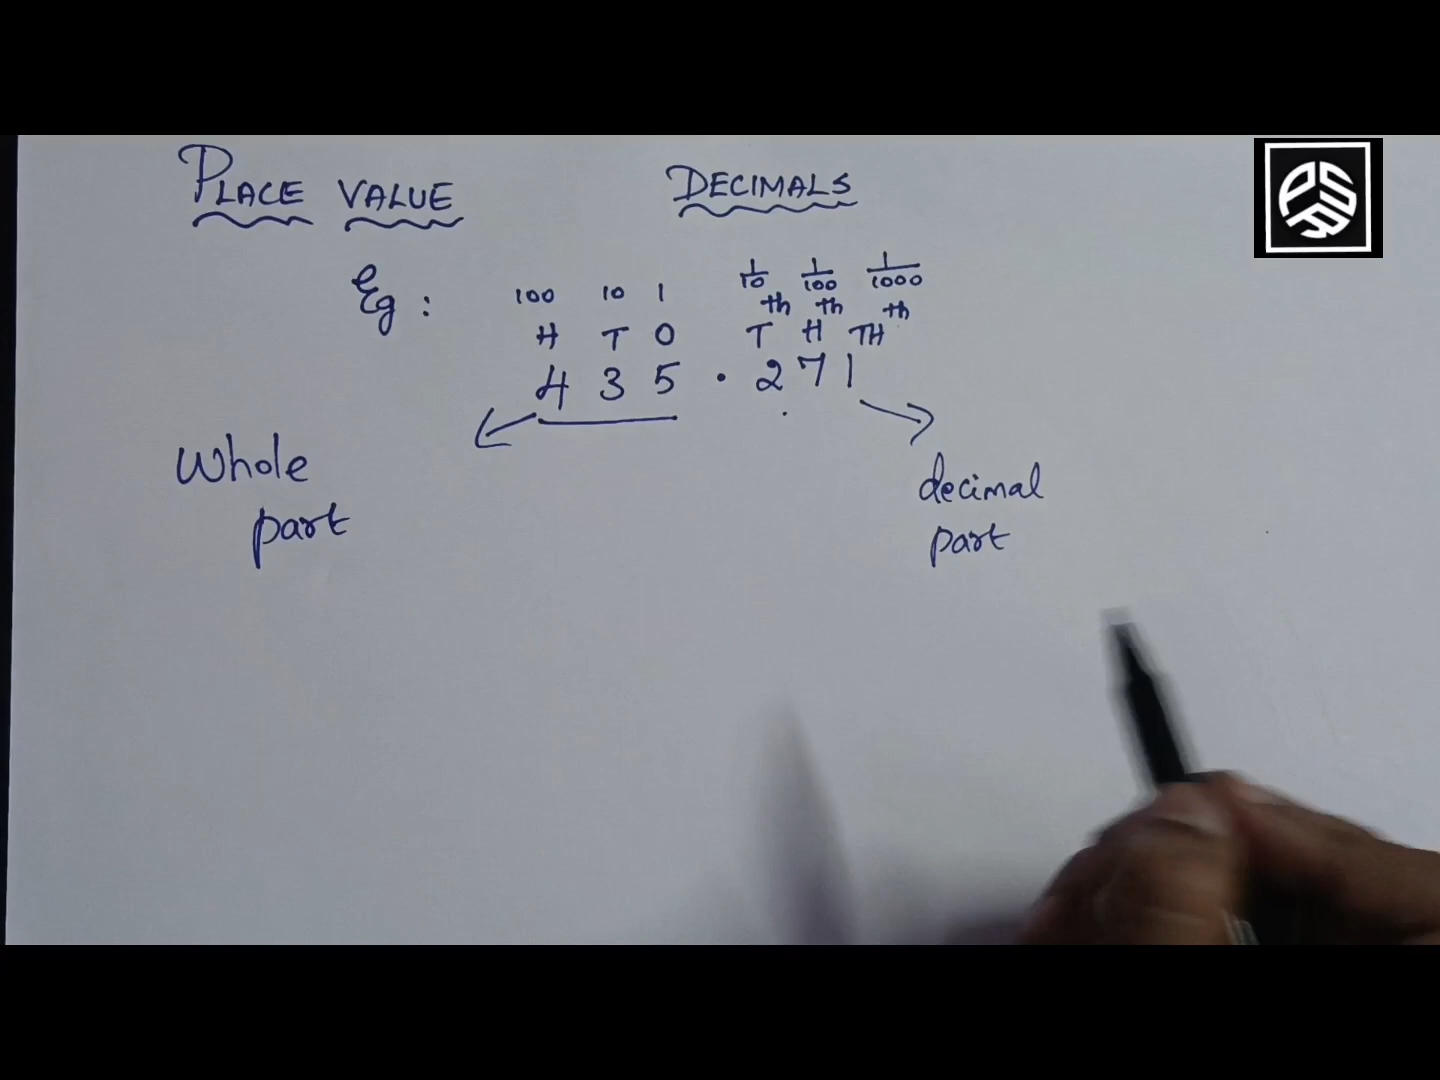 PLACE VALUE DECIMALS
Eg : 100 10 1 1/10 1/100 1/1000
th th th
H T O T H TH
4 3 5 . 2 7 1
Whole
part
decimal
part
PSR